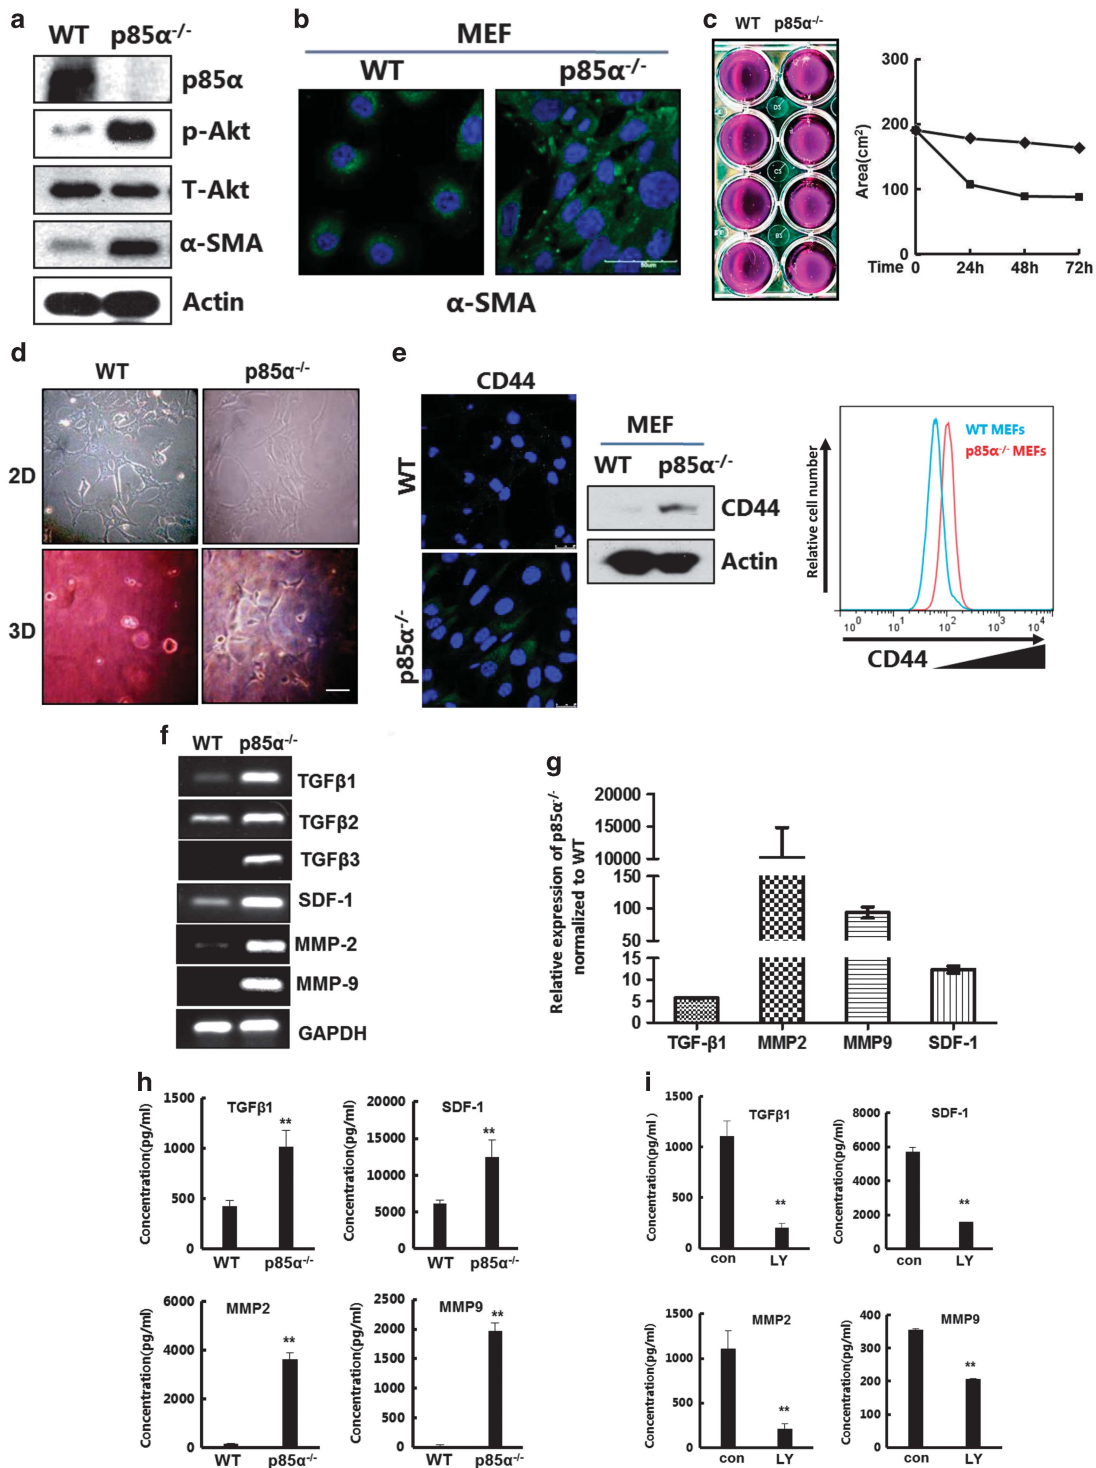 a
WT p85α-/-
p85α
p-Akt
T-Akt
α-SMA
Actin
b
MEF
WT p85α-/-
50um
α-SMA
c
WT p85α-/-
D3
C3
B5
Area(cm2)
300
200
100
0
Time 0 24h 48h 72h
d
WT p85α-/-
2D
3D
e
CD44
WT
p85α-/-
MEF
WT p85α-/-
CD44
Actin
Relative cell number
WT MEFs
p85α-/- MEFs
10^0 10^1 10^2 10^3 10^4
CD44
f
WT p85α-/-
TGFβ1
TGFβ2
TGFβ3
SDF-1
MMP-2
MMP-9
GAPDH
g
Relative expression of p85α-/-
normalized to WT
20000
15000
10000
150
100
50
15
10
5
0
TGF-β1 MMP2 MMP9 SDF-1
h
TGFβ1
Concentration(pg/ml)
1500
1000
500
0
**
WT p85α-/-
SDF-1
Concentration(pg/ml)
20000
15000
10000
5000
0
**
WT p85α-/-
MMP2
Concentration(pg/ml)
6000
4000
2000
0
**
WT p85α-/-
MMP9
Concentration(pg/ml)
2500
2000
1500
1000
500
0
**
WT p85α-/-
i
TGFβ1
Concentration(pg/ml )
1500
1000
500
0
**
con LY
SDF-1
Concentration(pg/ml)
8000
6000
4000
2000
0
**
con LY
MMP2
Concentration(pg/ml)
1500
1000
500
0
**
con LY
MMP9
Concentration(pg/ml)
400
300
200
100
0
**
con LY